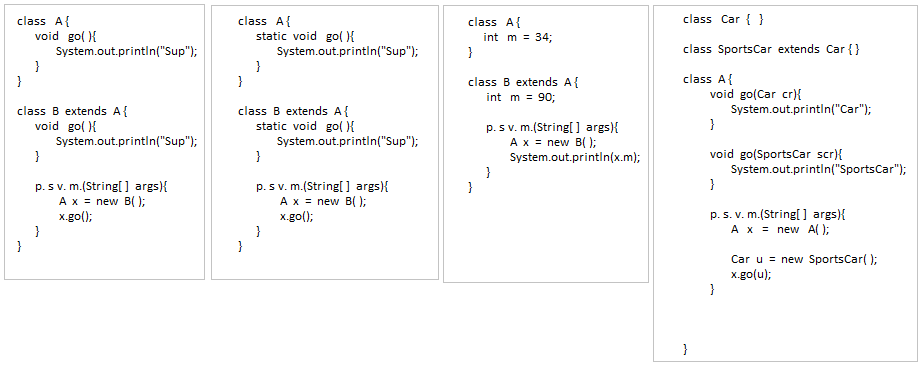 class A{
void go( ){
System.out.println("Sup");
}
}
class B extends A{
void go( ){
System.out.println("Sup");
}
p. s v. m.(String[ ] args){
A x = new B( );
x.go();
}
}
class A{
static void go( ){
System.out.println("Sup");
}
}
class B extends A{
static void go( ){
System.out.println("Sup");
}
p. s v. m.(String[ ] args){
A x = new B( );
x.go();
}
}
class A{
int m = 34;
}
class B extends A{
int m = 90;
p. s v. m.(String[ ] args){
A x = new B( );
System.out.println(x.m);
}
}
class Car { }
class SportsCar extends Car { }
class A{
void go(Car cr){
System.out.println("Car");
}
void go(SportsCar scr){
System.out.println("SportsCar");
}
p. s. v. m.(String[ ] args){
A x = new A( );
Car u = new SportsCar( );
x.go(u);
}
}